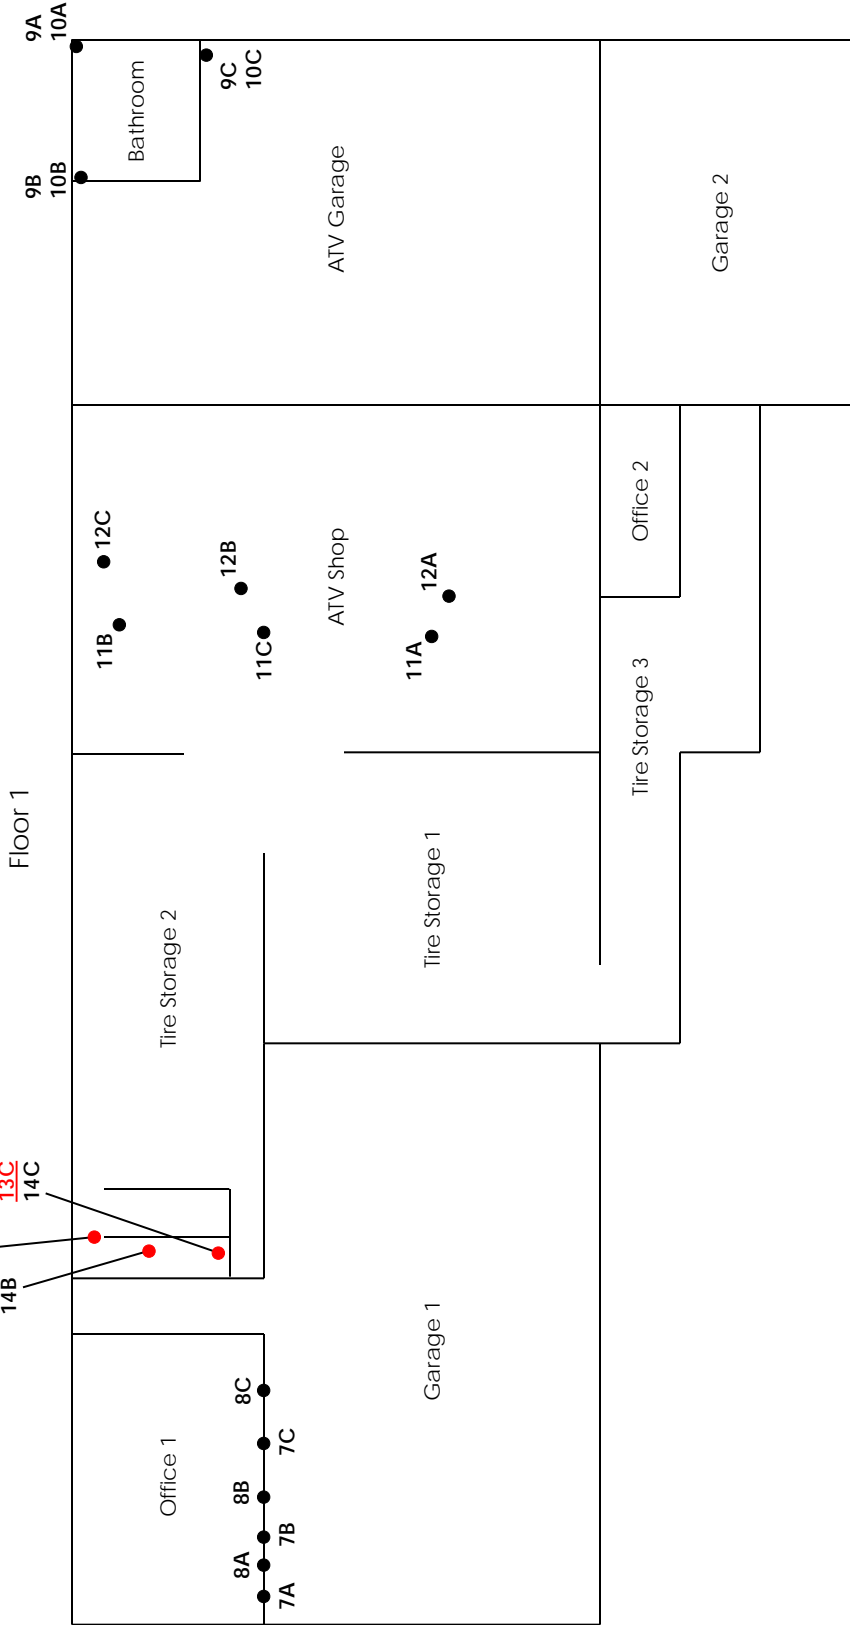 Floor 1
9A
10A
9B
10B
9C
10C
Bathroom
ATV Garage
Garage 2
12C
11B
12B
11C
ATV Shop
12A
11A
Office 2
Tire Storage 3
Tire Storage 2
Tire Storage 1
13C
14C
14B
Office 1
Garage 1
8C
7C
8B
7B
8A
7A